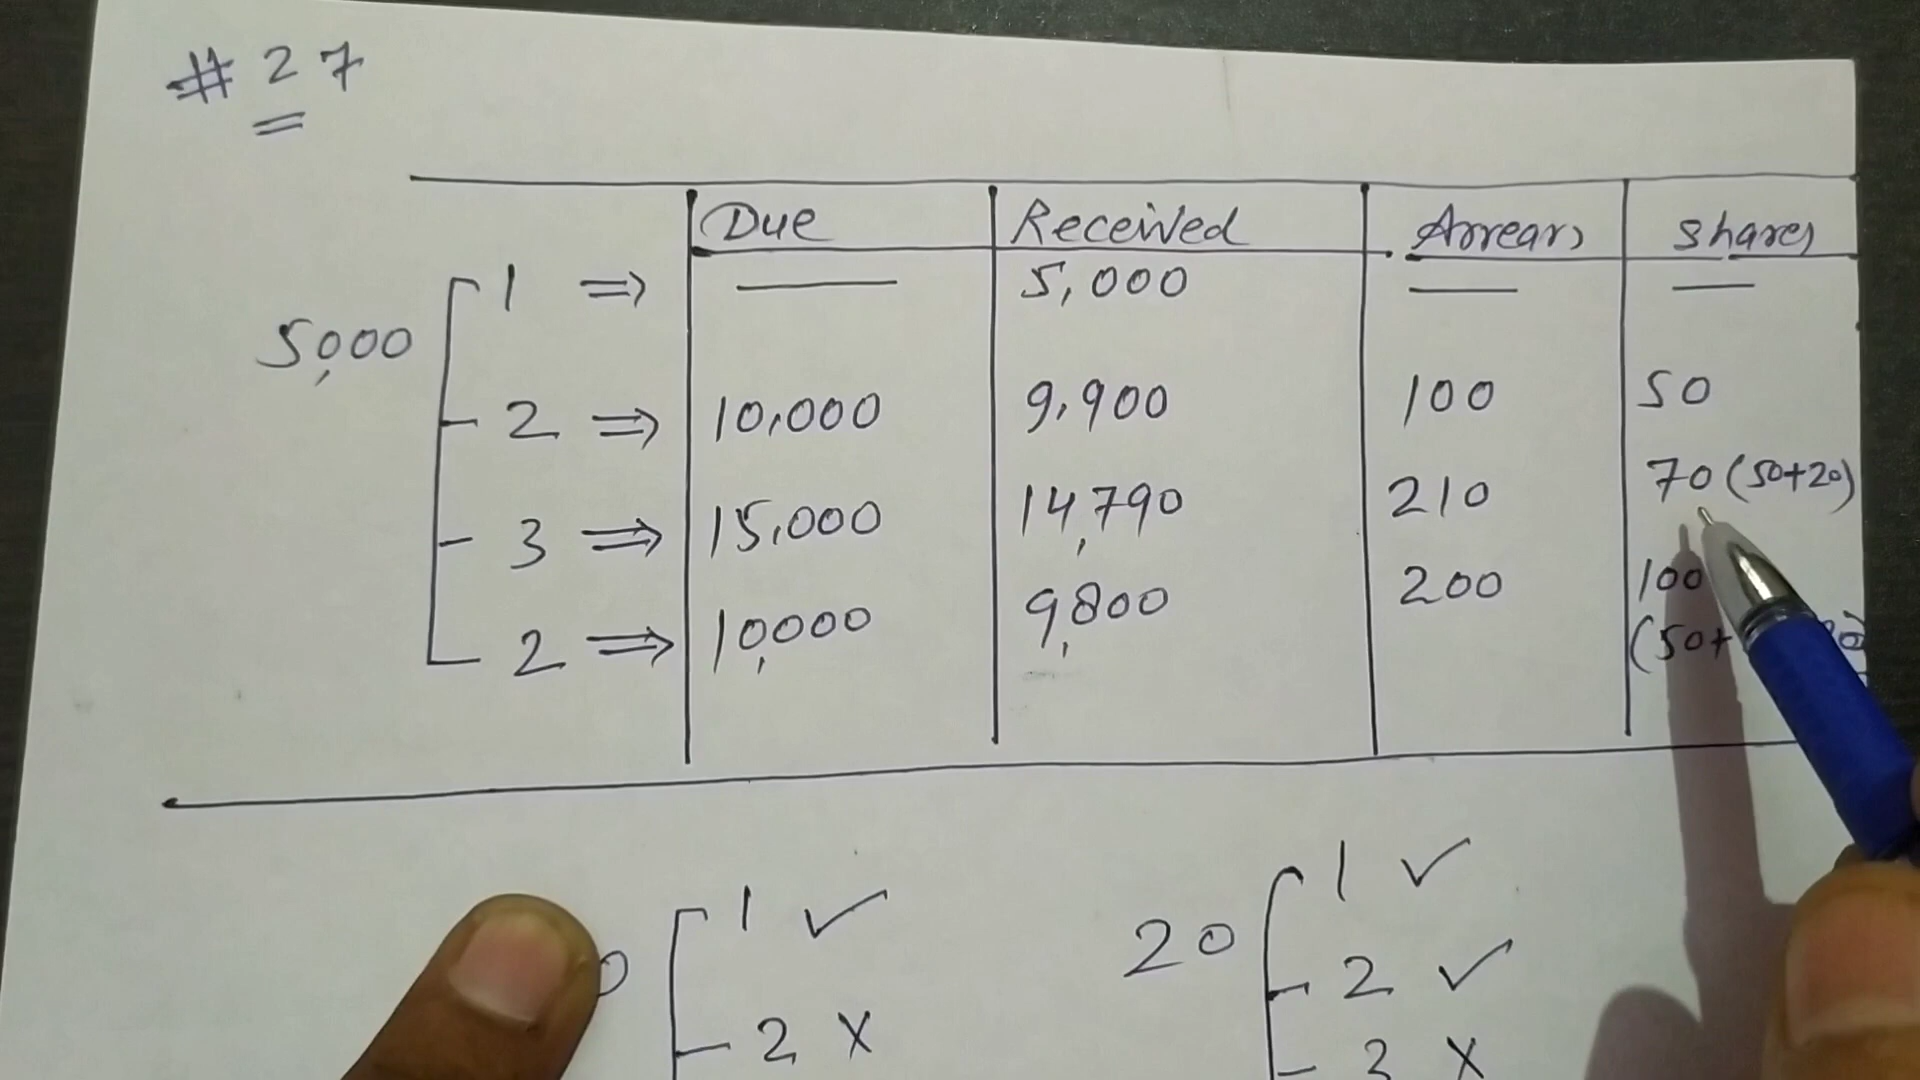 # 27
Due Received Arrears Shares
5,000
1 ⇒ — 5,000 — —
2 ⇒ 10,000 9,900 100 50
3 ⇒ 15,000 14,790 210 70 (50+20)
2 ⇒ 10,000 9,800 200 100
(50+
1 ✓
2 X
20
1 ✓
2 ✓
3 X